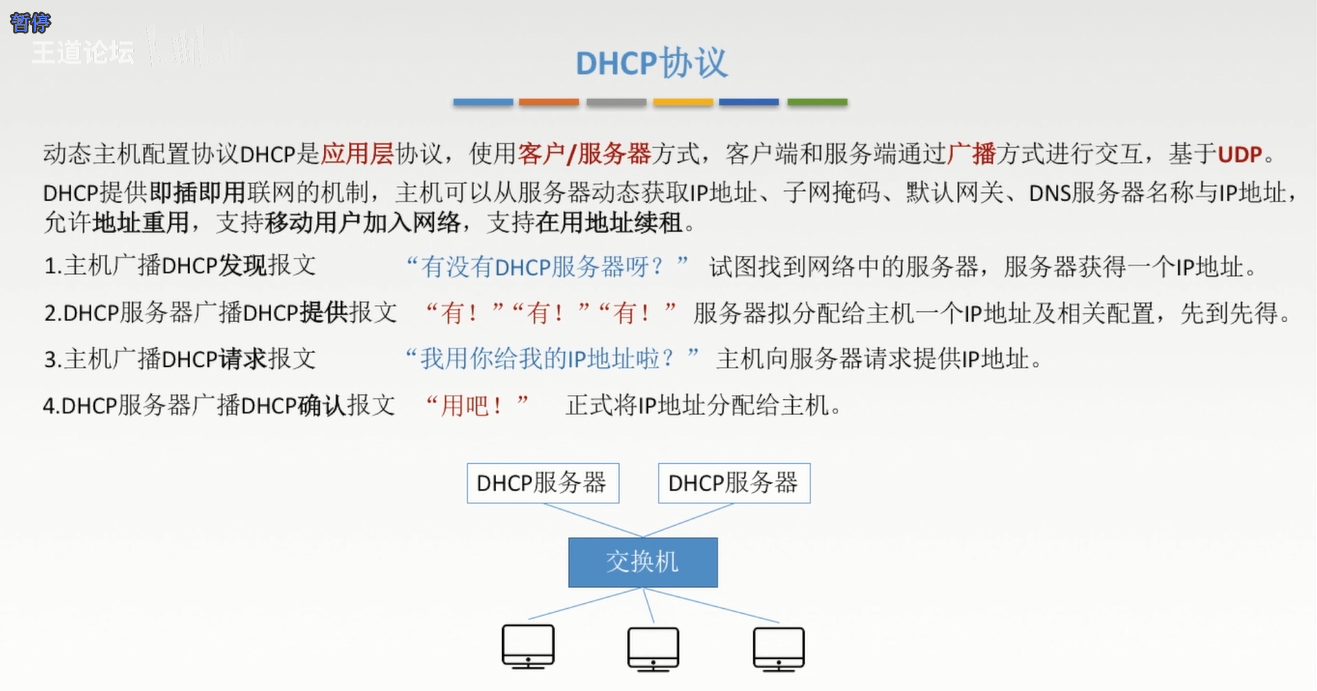 暂停
王道论坛
DHCP协议
动态主机配置协议DHCP是应用层协议，使用客户/服务器方式，客户端和服务端通过广播方式进行交互，基于UDP。
DHCP提供即插即用联网的机制，主机可以从服务器动态获取IP地址、子网掩码、默认网关、DNS服务器名称与IP地址，
允许地址重用，支持移动用户加入网络，支持在用地址续租。
1.主机广播DHCP发现报文 “有没有DHCP服务器呀？” 试图找到网络中的服务器，服务器获得一个IP地址。
2.DHCP服务器广播DHCP提供报文 “有！”“有！”“有！” 服务器拟分配给主机一个IP地址及相关配置，先到先得。
3.主机广播DHCP请求报文 “我用你给我的IP地址啦？” 主机向服务器请求提供IP地址。
4.DHCP服务器广播DHCP确认报文 “用吧！” 正式将IP地址分配给主机。
DHCP服务器 DHCP服务器
交换机